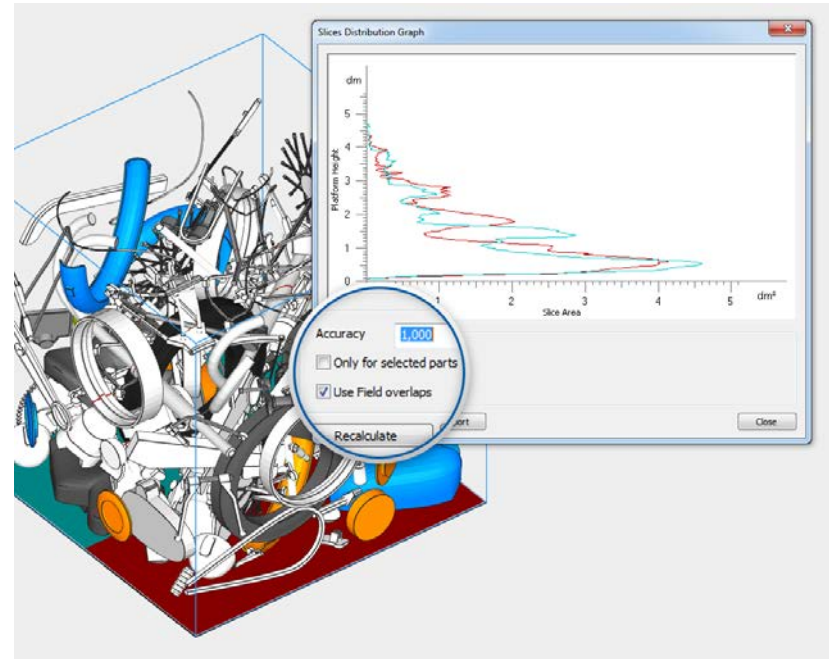 Slices Distribution Graph
dm
5
4
3
2
1
0
Platform Height
1
2
3
4
5
dm²
Slice Area
Accuracy
1,000
Only for selected parts
Use Field overlaps
Recalculate
Close